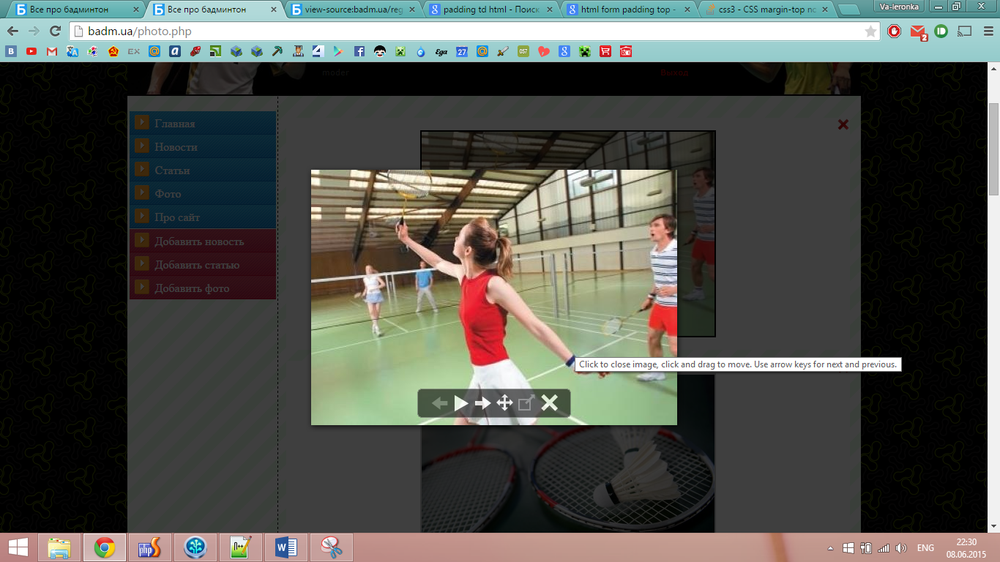 Все про бадминтон
Все про бадминтон
view-source:badm.ua/reg
padding td html - Поиск
html form padding top -
css3 - CSS margin-top no
Va-leronka
badm.ua/photo.php
moder
Выход
Главная
Новости
Статьи
Фото
Про сайт
Добавить новость
Добавить статью
Добавить фото
Click to close image, click and drag to move. Use arrow keys for next and previous.
ENG
22:30
08.06.2015